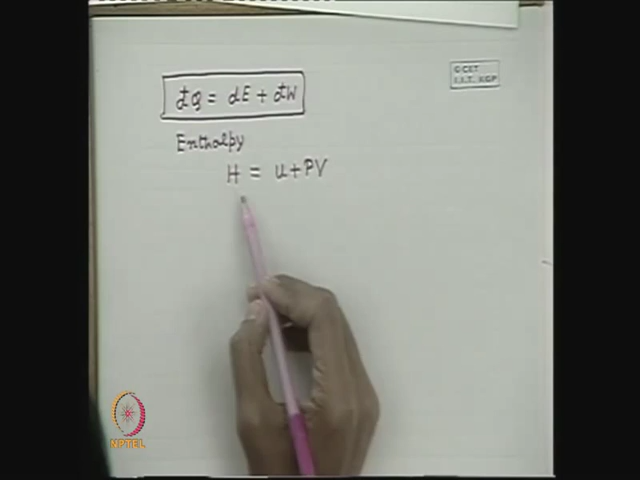 đQ = dE + đW
©CET
I.I.T. KGP
Enthalpy
H = u + PV
NPTEL